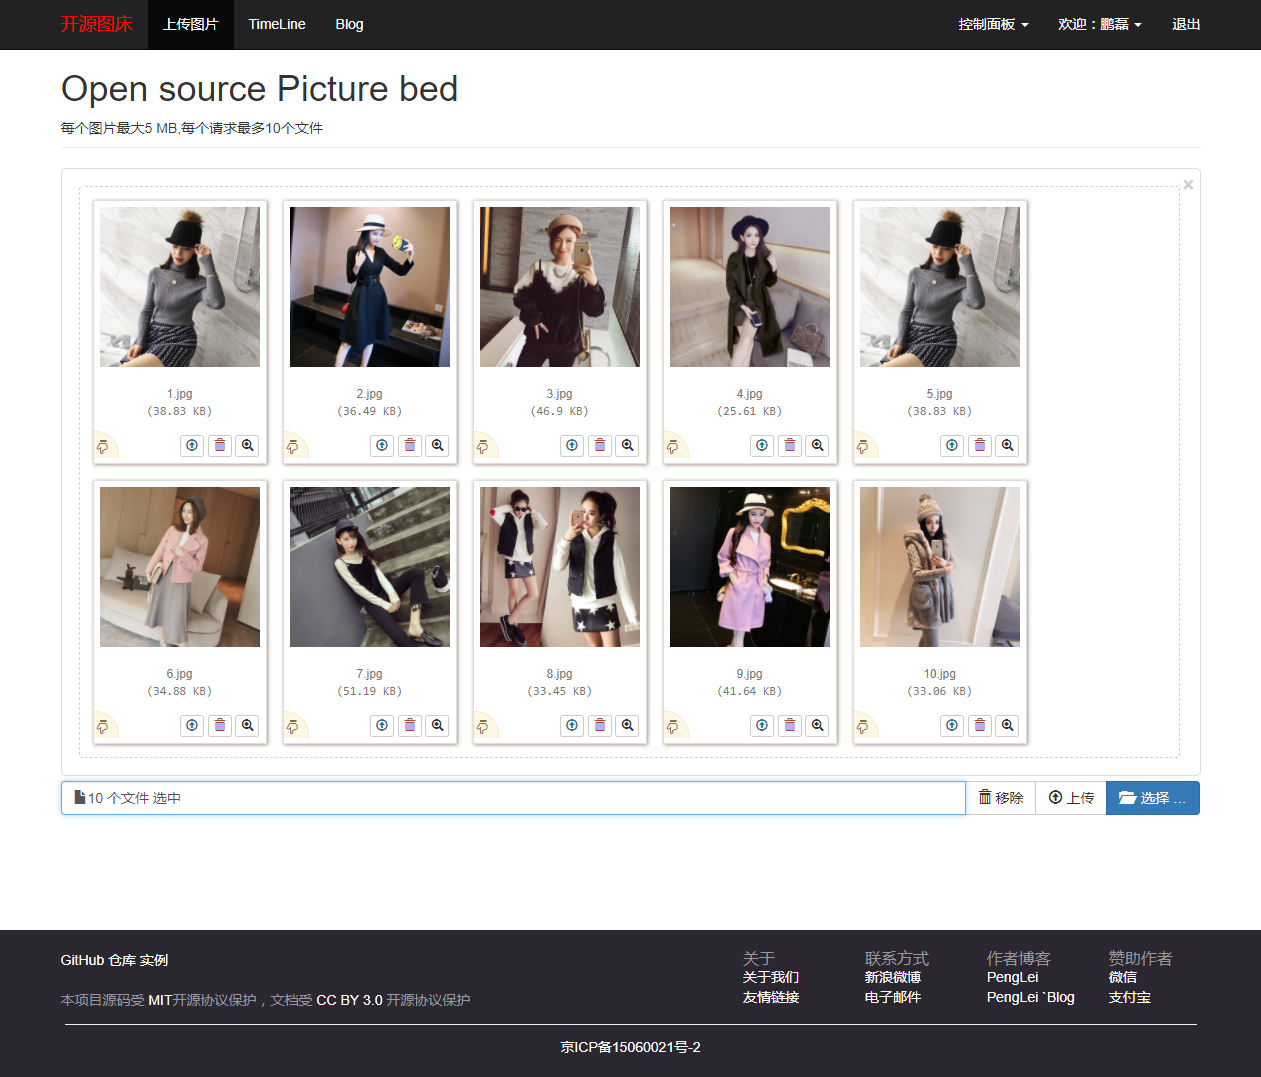 开源图床 上传图片 TimeLine Blog 控制面板 欢迎：鹏磊 退出
Open source Picture bed
每个图片最大5 MB,每个请求最多10个文件
×
1.jpg 2.jpg 3.jpg 4.jpg 5.jpg
(38.83 KB) (36.49 KB) (46.9 KB) (25.61 KB) (38.83 KB)
6.jpg 7.jpg 8.jpg 9.jpg 10.jpg
(34.88 KB) (51.19 KB) (33.45 KB) (41.64 KB) (33.06 KB)
10 个文件 选中 移除 上传 选择 ...
GitHub 仓库 实例
本项目源码受 MIT开源协议保护，文档受 CC BY 3.0 开源协议保护
关于 联系方式 作者博客 赞助作者
关于我们 新浪微博 PengLei 微信
友情链接 电子邮件 PengLei `Blog 支付宝
京ICP备15060021号-2